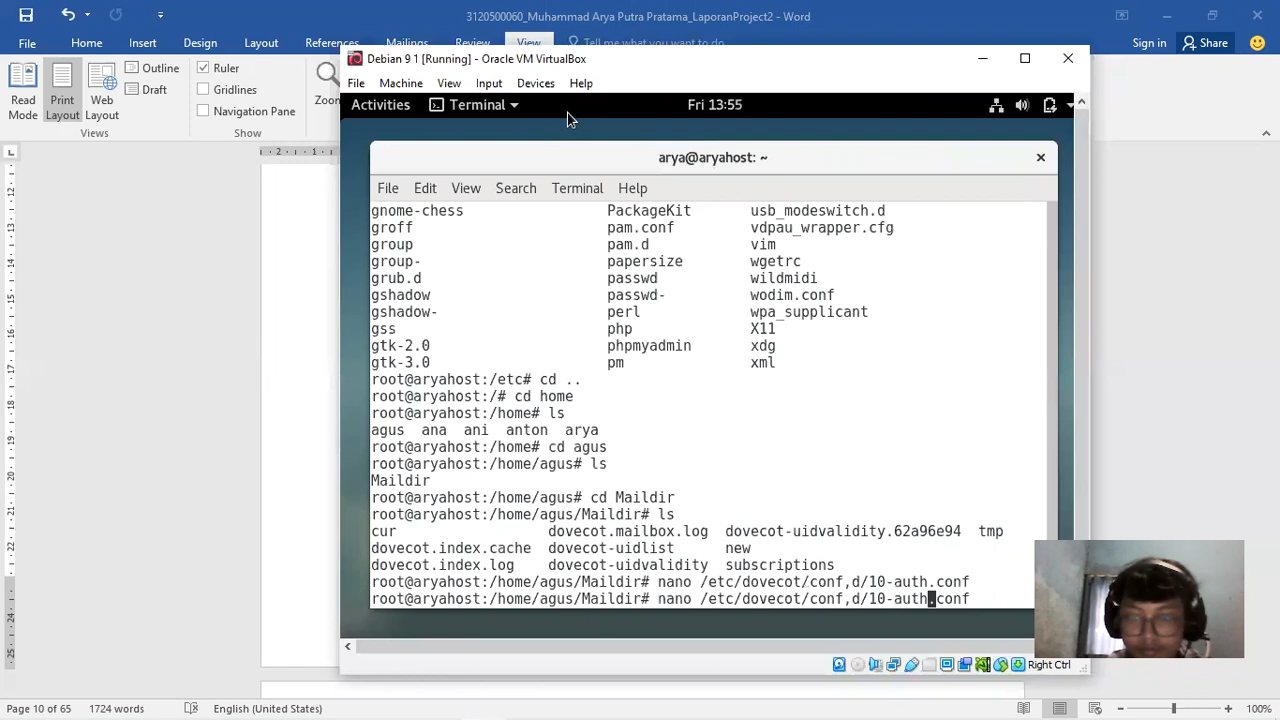 3120500060_Muhammad Arya Putra Pratama_LaporanProject2 - Word
File Home Insert Design Layout References Mailings Review View Tell me what you want to do... Sign in Share
Read Mode
Print Layout
Web Layout
Outline
Draft
Views
Ruler
Gridlines
Navigation Pane
Show
Zoom
Debian 9 1 [Running] - Oracle VM VirtualBox
File Machine View Input Devices Help
Activities Terminal Fri 13:55
arya@aryahost: ~
File Edit View Search Terminal Help
gnome-chess PackageKit usb_modeswitch.d
groff pam.conf vdpau_wrapper.cfg
group pam.d vim
group- papersize wgetrc
grub.d passwd wildmidi
gshadow passwd- wodim.conf
gshadow- perl wpa_supplicant
gss php X11
gtk-2.0 phpmyadmin xdg
gtk-3.0 pm xml
root@aryahost:/etc# cd ..
root@aryahost:/# cd home
root@aryahost:/home# ls
agus ana ani anton arya
root@aryahost:/home# cd agus
root@aryahost:/home/agus# ls
Maildir
root@aryahost:/home/agus# cd Maildir
root@aryahost:/home/agus/Maildir# ls
cur dovecot.mailbox.log dovecot-uidvalidity.62a96e94 tmp
dovecot.index.cache dovecot-uidlist new
dovecot.index.log dovecot-uidvalidity subscriptions
root@aryahost:/home/agus/Maildir# nano /etc/dovecot/conf,d/10-auth.conf
root@aryahost:/home/agus/Maildir# nano /etc/dovecot/conf,d/10-auth.conf
Right Ctrl
Page 10 of 65 1724 words English (United States) 100%